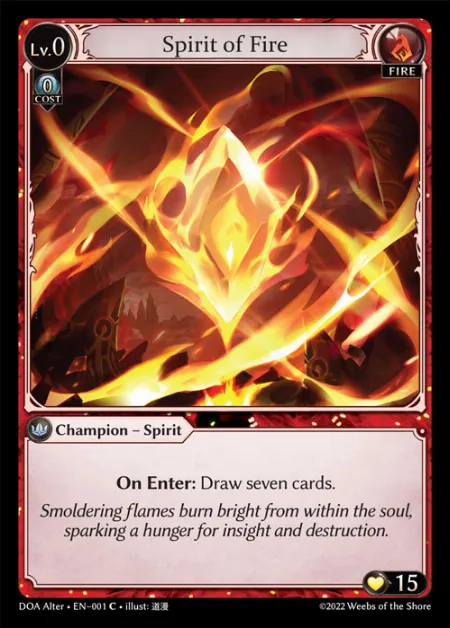 Lv.0
Spirit of Fire
FIRE
0
COST
Champion – Spirit
On Enter: Draw seven cards.
Smoldering flames burn bright from within the soul,
sparking a hunger for insight and destruction.
15
DOA Alter • EN–001 C • illust: 道漫
©2022 Weebs of the Shore